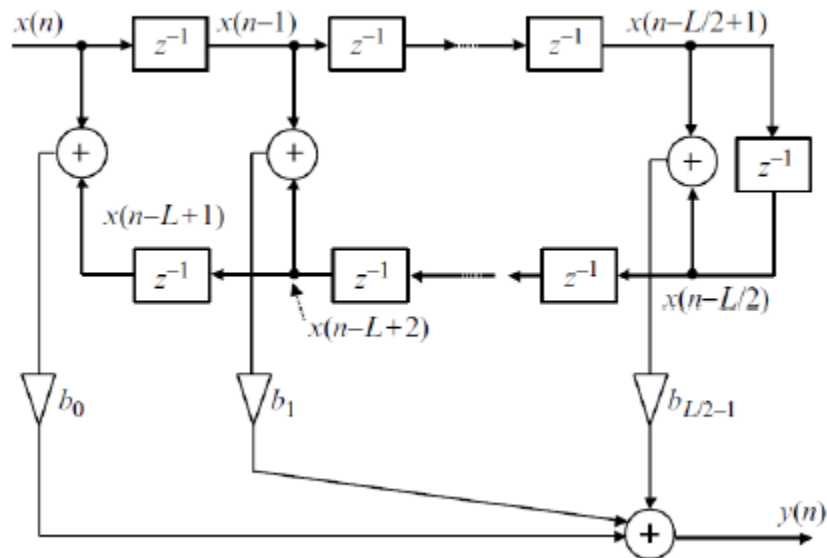 x(n) z⁻¹ x(n–1) z⁻¹ z⁻¹ x(n–L/2+1)
+ + + z⁻¹
x(n–L+1)
z⁻¹ z⁻¹ z⁻¹ x(n–L/2)
x(n–L+2)
b₀ b₁ b_{L/2–1}
+ y(n)